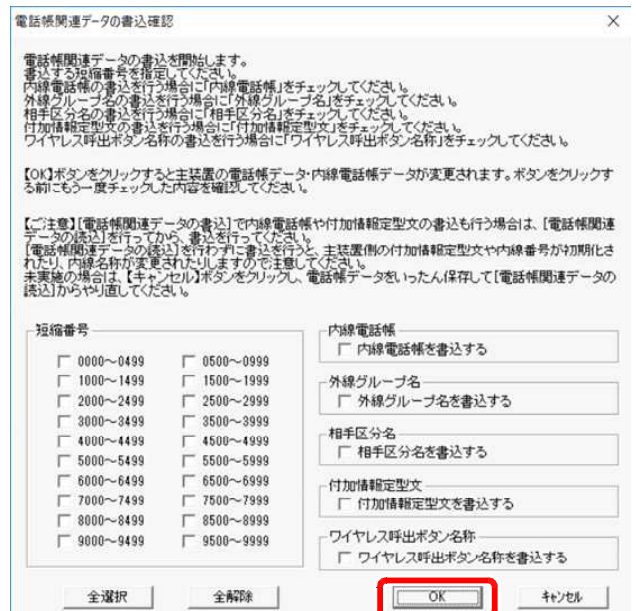 電話帳関連データの書込確認
電話帳関連データの書込を開始します。
書込する短縮番号を指定してください。
内線電話帳の書込を行う場合に「内線電話帳」をチェックしてください。
外線グループ名の書込を行う場合に「外線グループ名」をチェックしてください。
相手区分名の書込を行う場合に「相手区分名」をチェックしてください。
付加情報定型文の書込を行う場合に「付加情報定型文」をチェックしてください。
ワイヤレス呼出ボタン名称の書込を行う場合に「ワイヤレス呼出ボタン名称」をチェックしてください。
【OK】ボタンをクリックすると主装置の電話帳データ・内線電話帳データが変更されます。ボタンをクリックす
る前にもう一度チェックした内容を確認してください。
【ご注意】[電話帳関連データの書込]で内線電話帳や付加情報定型文の書込も行う場合は、[電話帳関連
データの読込]を行ってから、書込を行ってください。
[電話帳関連データの読込]を行わずに書込を行うと、主装置側の付加情報定型文や内線番号が初期化さ
れたり、内線名称が変更されたりしますので注意してください。
未実施の場合は、【キャンセル】ボタンをクリックし、電話帳データをいったん保存して[電話帳関連データの
読込]からやり直してください。
短縮番号
0000～0499 0500～0999
1000～1499 1500～1999
2000～2499 2500～2999
3000～3499 3500～3999
4000～4499 4500～4999
5000～5499 5500～5999
6000～6499 6500～6999
7000～7499 7500～7999
8000～8499 8500～8999
9000～9499 9500～9999
内線電話帳
内線電話帳を書込する
外線グループ名
外線グループ名を書込する
相手区分名
相手区分名を書込する
付加情報定型文
付加情報定型文を書込する
ワイヤレス呼出ボタン名称
ワイヤレス呼出ボタン名称を書込する
全選択 全解除 OK キャンセル